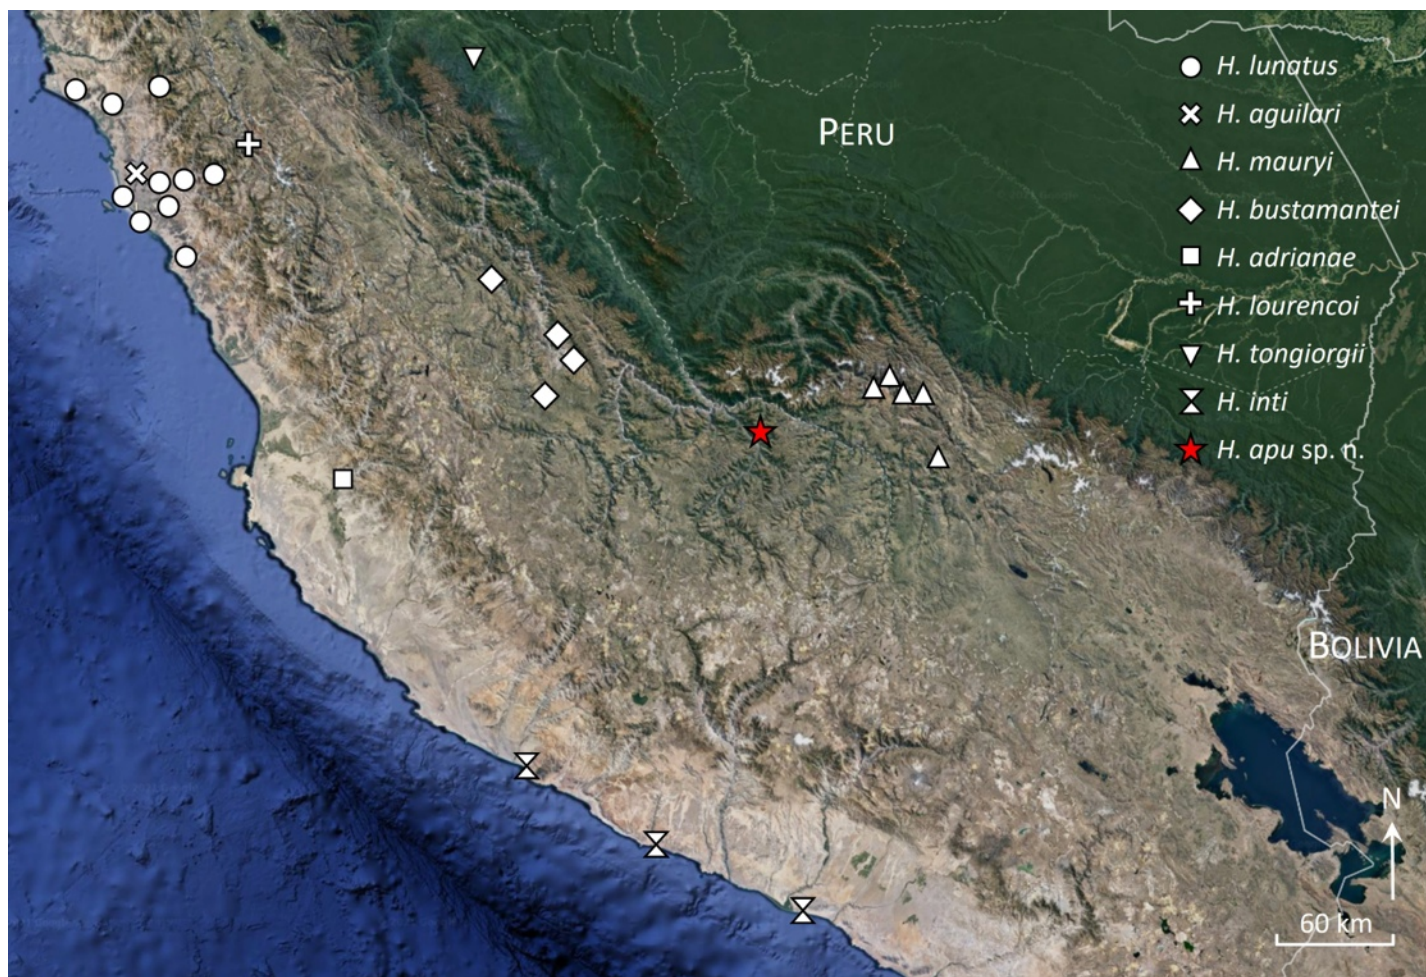 PERU
H. lunatus
H. aguilari
H. mauryi
H. bustamantei
H. adrianae
H. lourencoi
H. tongiorgii
H. inti
H. apu sp. n.
BOLIVIA
N
60 km